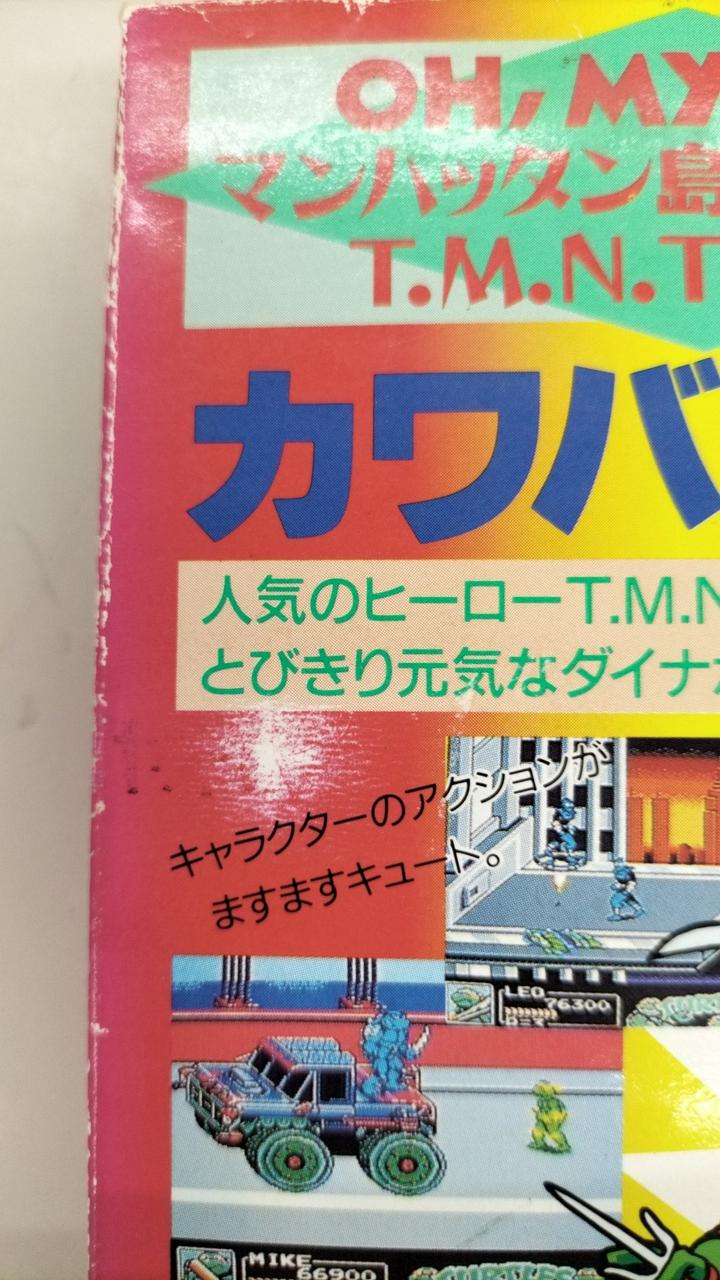 OH, MY
マンハッタン島
T.M.N.T
カワバ
人気のヒーローT.M.N
とびきり元気なダイナ
キャラクターのアクションが
ますますキュート。
LEO
76300
MIKE
66900
TURTLES